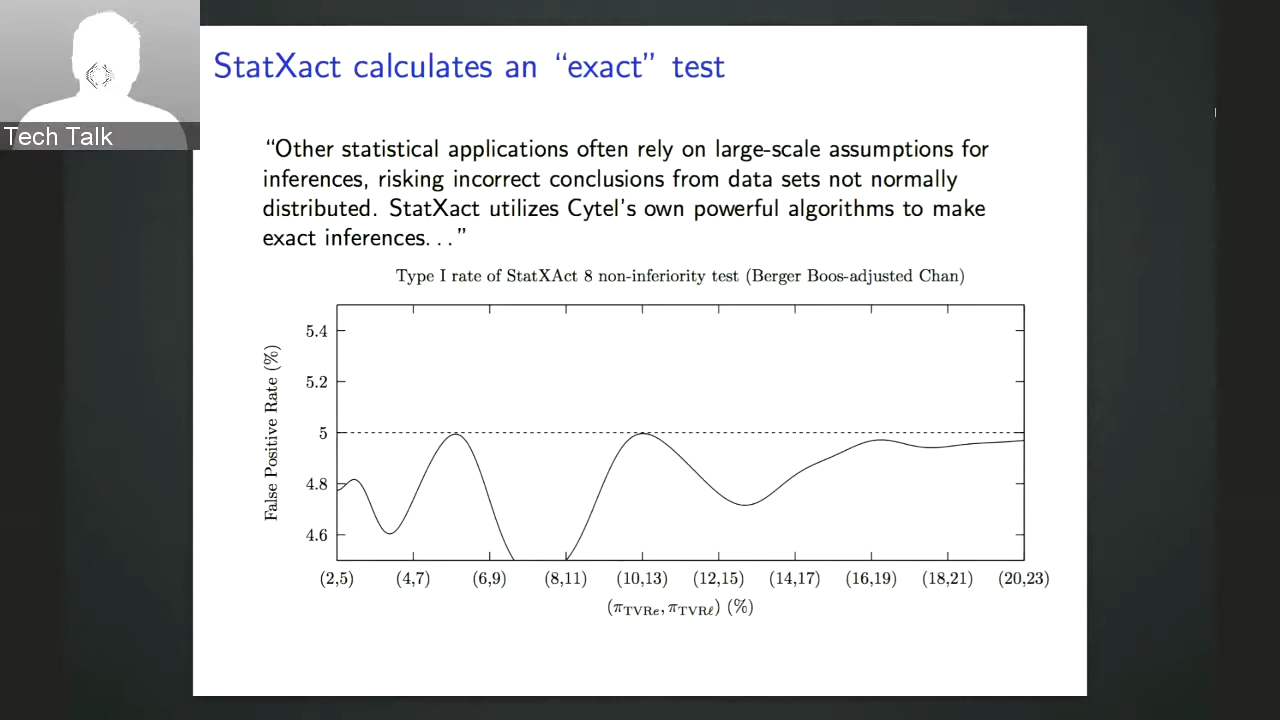 StatXact calculates an “exact” test
Tech Talk
“Other statistical applications often rely on large-scale assumptions for
inferences, risking incorrect conclusions from data sets not normally
distributed. StatXact utilizes Cytel’s own powerful algorithms to make
exact inferences. . . ”
Type I rate of StatXAct 8 non-inferiority test (Berger Boos-adjusted Chan)
False Positive Rate (%)
5.4
5.2
5
4.8
4.6
(2,5) (4,7) (6,9) (8,11) (10,13) (12,15) (14,17) (16,19) (18,21) (20,23)
(πTVRe, πTVRℓ) (%)